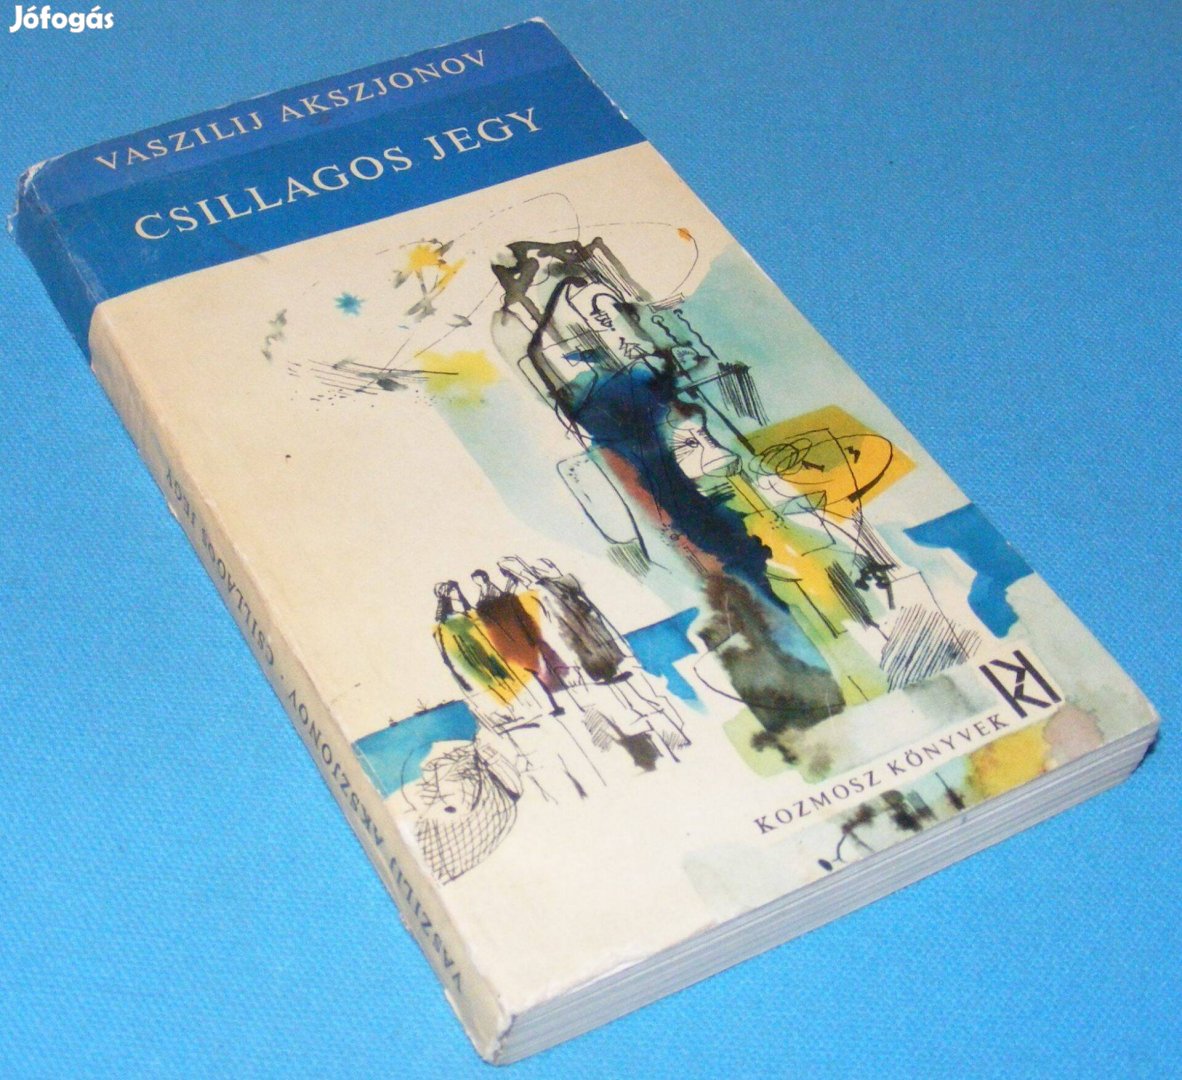 Jófogás
VASZILIJ AKSZJONOV
CSILLAGOS JEGY
KOZMOSZ KÖNYVEK
VASZILIJ AKSZJONOV · CSILLAGOS JEGY